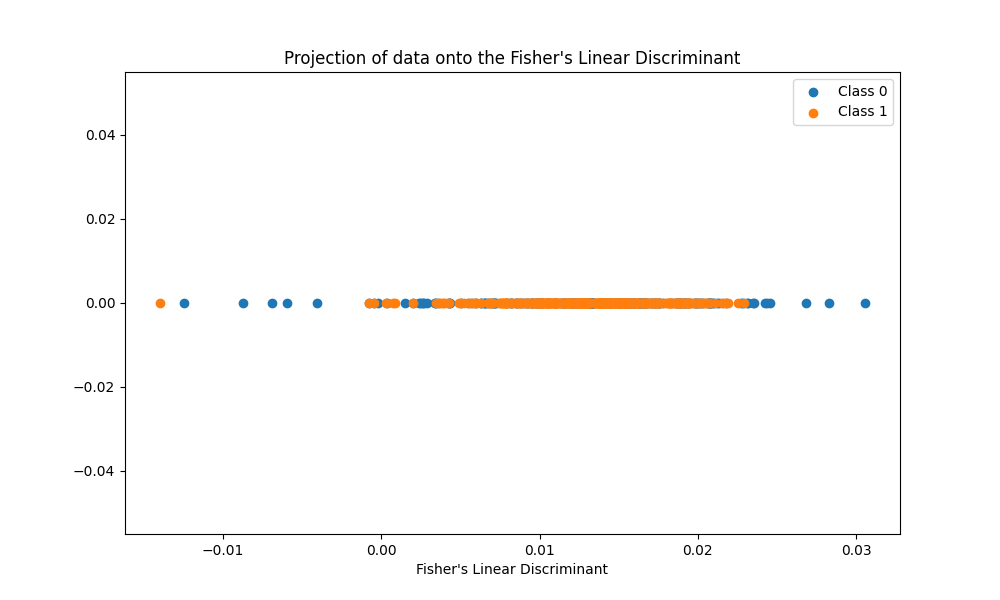 Projection of data onto the Fisher's Linear Discriminant
Class 0
Class 1
0.04
0.02
0.00
−0.02
−0.04
−0.01
0.00
0.01
0.02
0.03
Fisher's Linear Discriminant